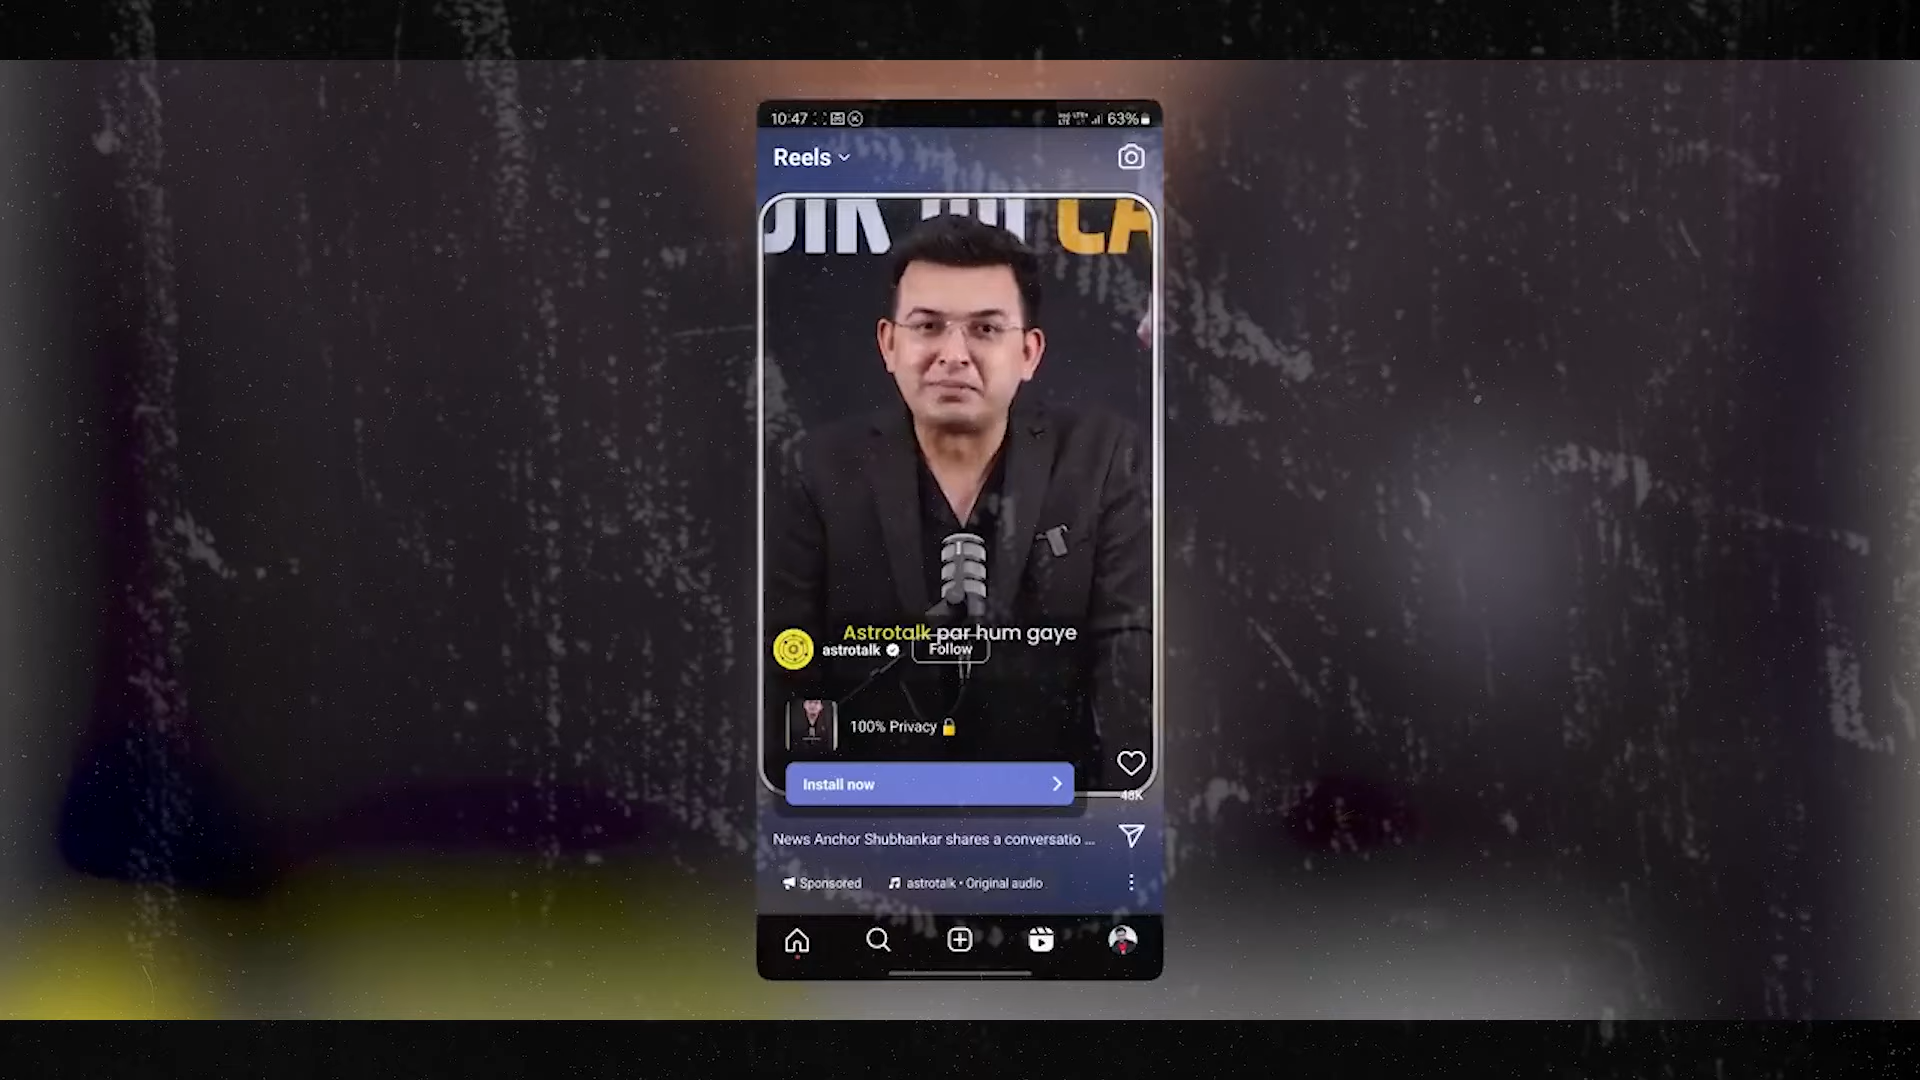 10:47
63%
Reels
Astrotalk par hum gaye
astrotalk
Follow
100% Privacy
Install now
48K
News Anchor Shubhankar shares a conversatio ...
Sponsored
astrotalk • Original audio